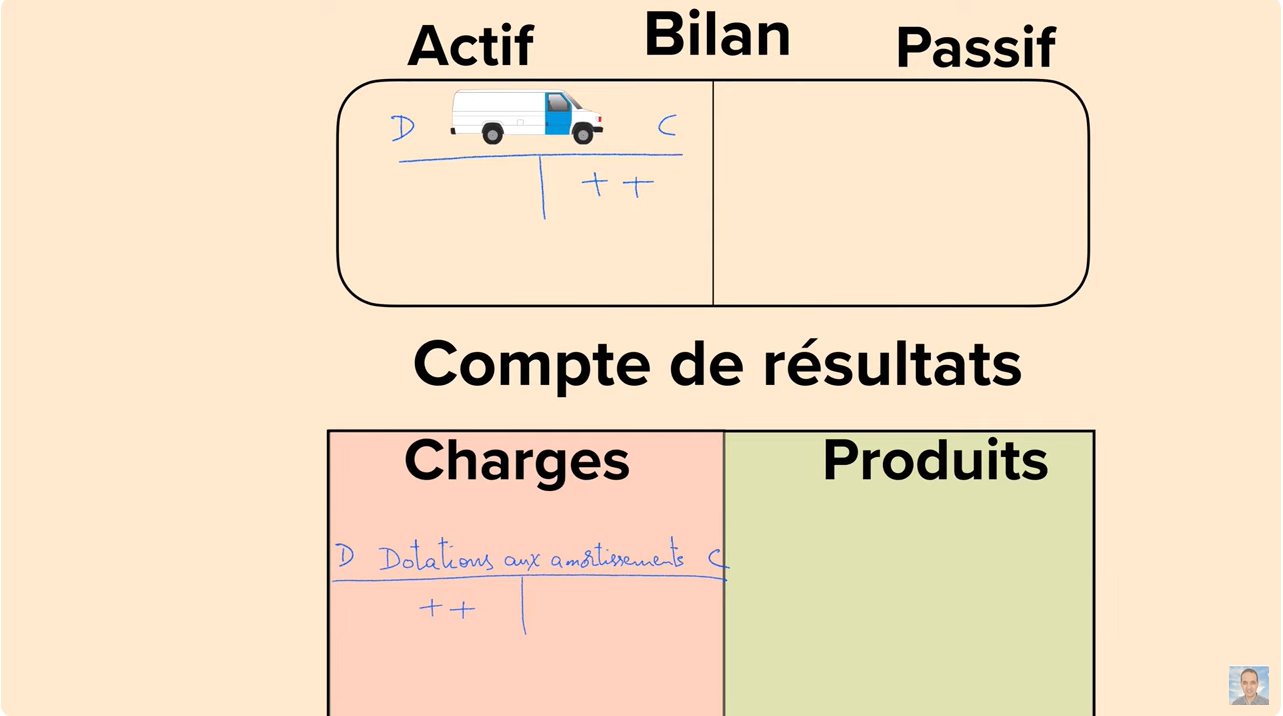 Actif Bilan Passif
D C
+ +
Compte de résultats
Charges Produits
D Dotations aux amortissements C
+ +